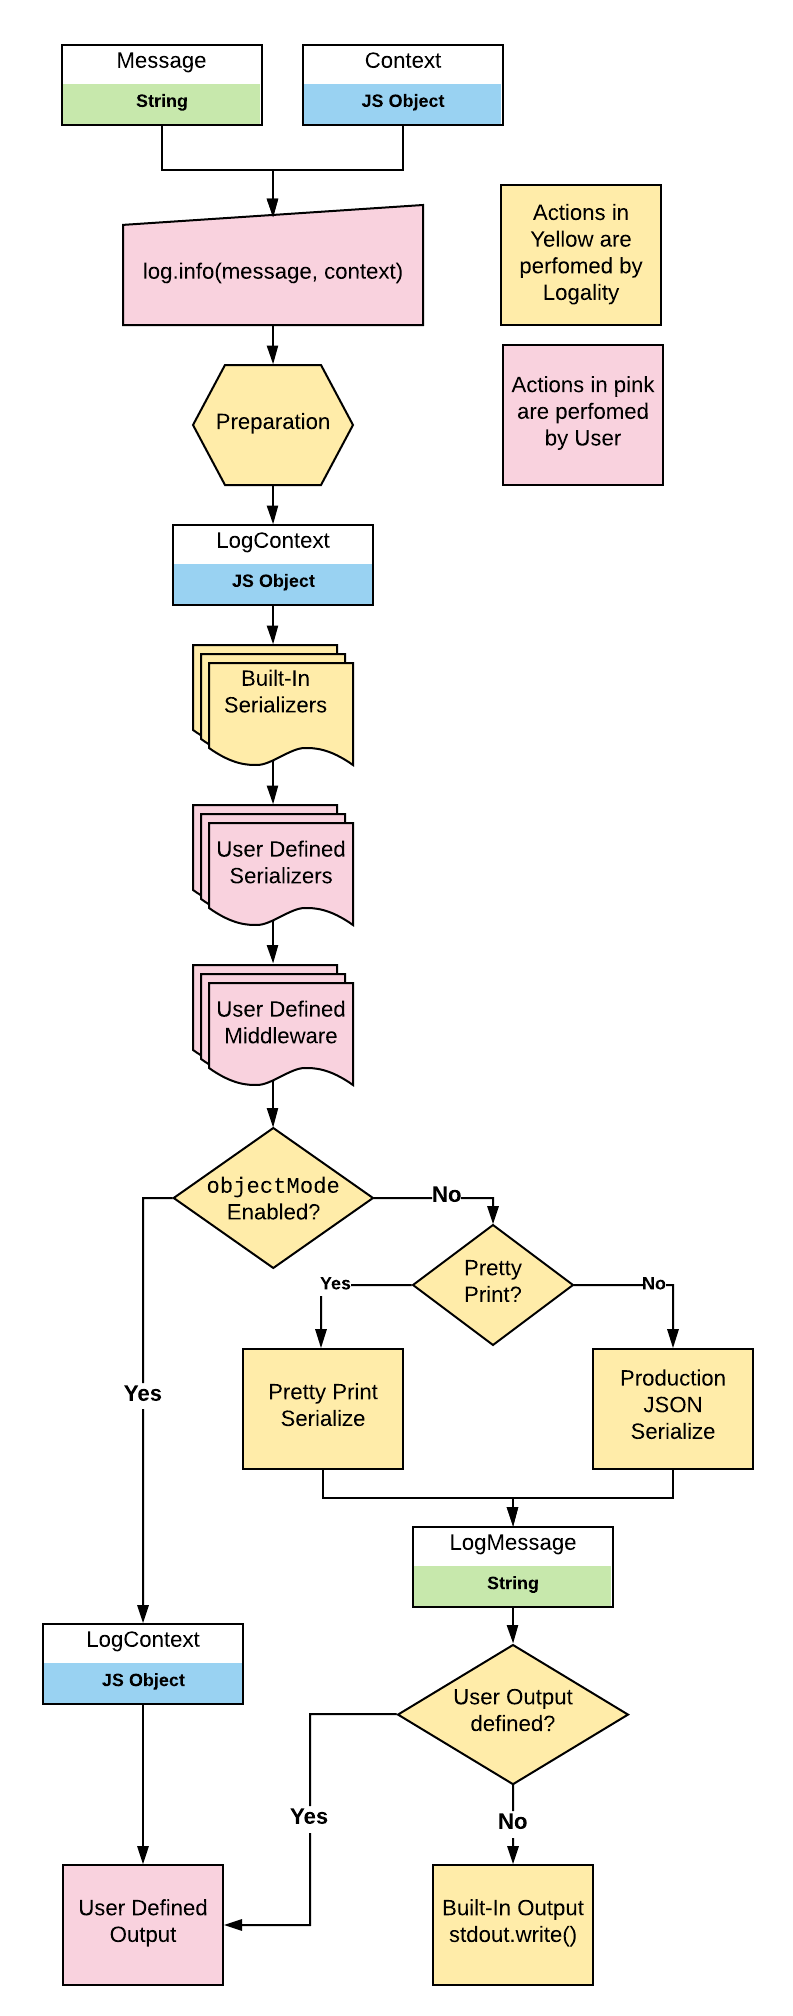 Message
String
Context
JS Object
log.info(message, context)
Actions in
Yellow are
perfomed by
Logality
Actions in pink
are perfomed
by User
Preparation
LogContext
JS Object
Built-In
Serializers
User Defined
Serializers
User Defined
Middleware
objectMode
Enabled?
No
Pretty
Print?
Yes
No
Yes
Pretty Print
Serialize
Production
JSON
Serialize
LogMessage
String
LogContext
JS Object
User Output
defined?
Yes
No
User Defined
Output
Built-In Output
stdout.write()